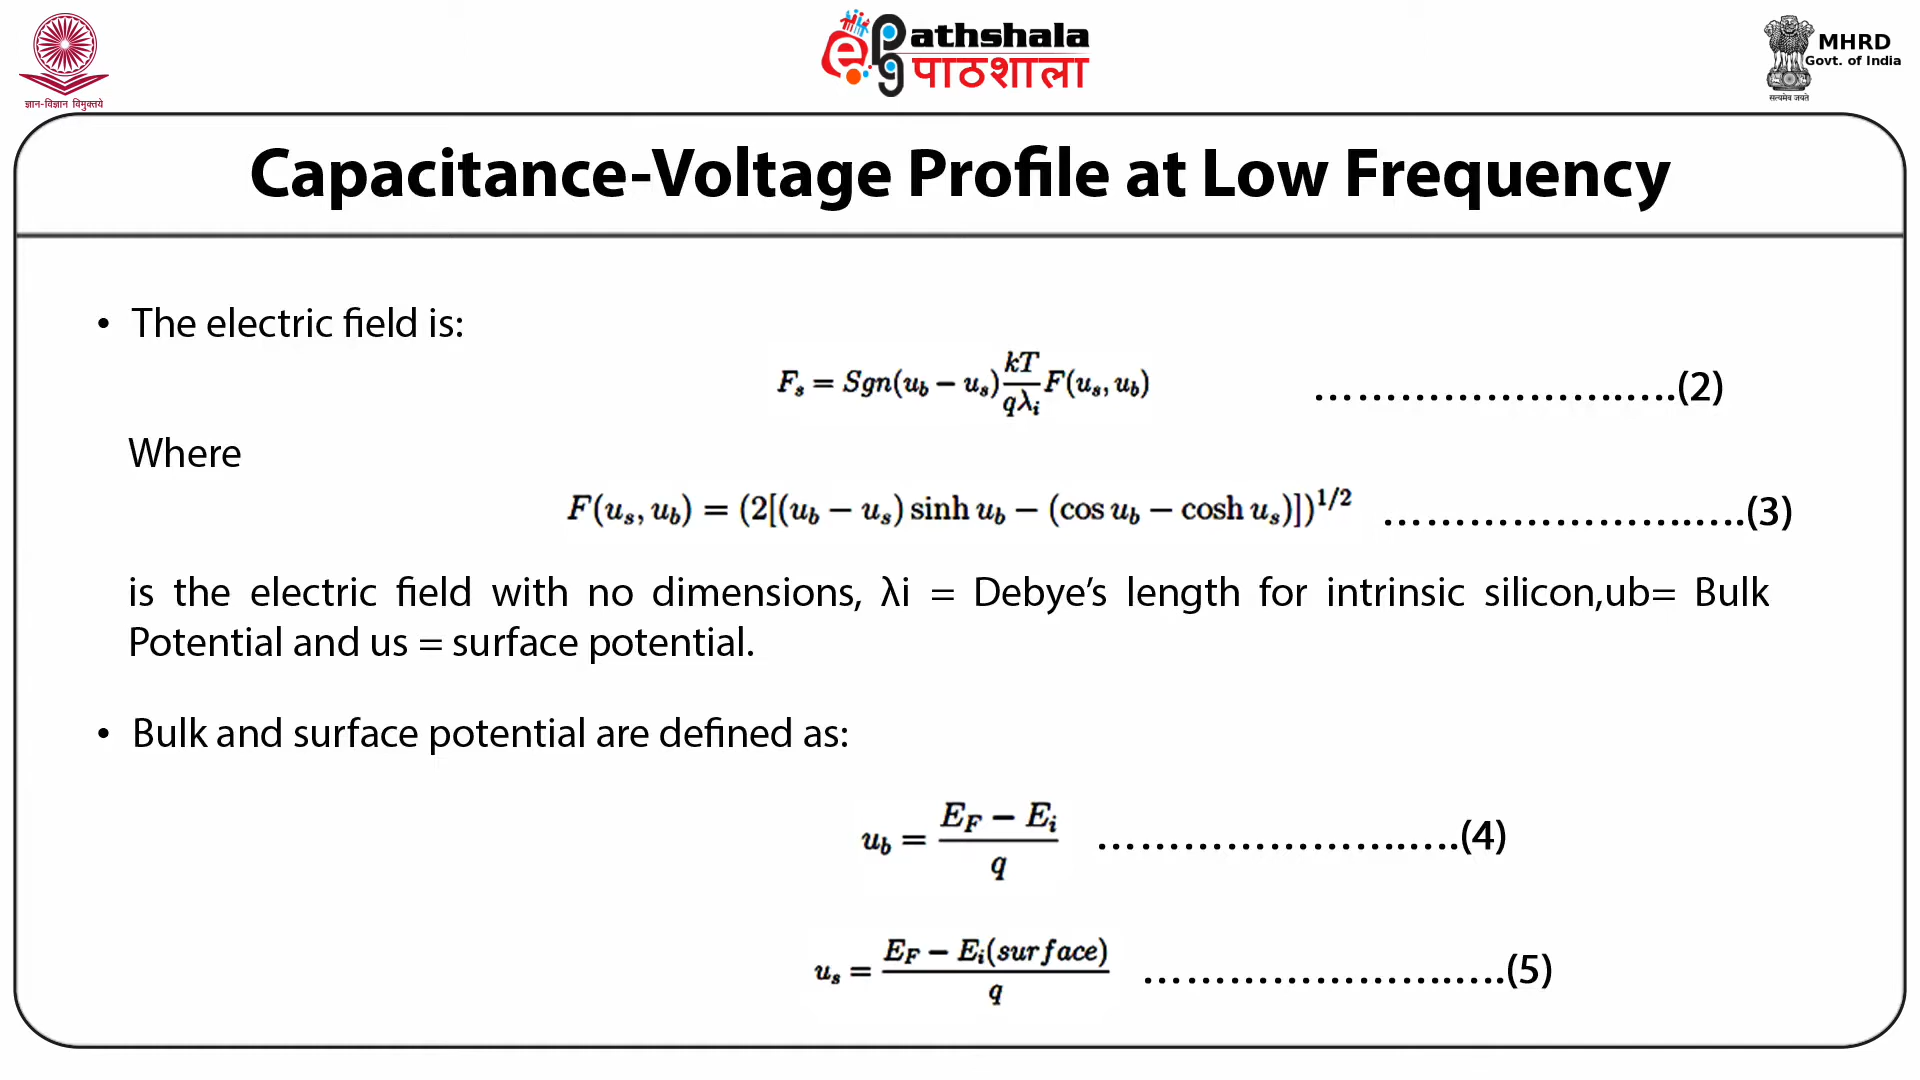 ज्ञान-विज्ञान विमुक्तये
ePathshala
पाठशाला
MHRD
Govt. of India
सत्यमेव जयते
Capacitance-Voltage Profile at Low Frequency
• The electric field is:
F_s = Sgn(u_b − u_s) kT/qλ_i F(u_s, u_b) …………………….….(2)
Where
F(u_s, u_b) = (2[(u_b − u_s) sinh u_b − (cos u_b − cosh u_s)])^{1/2} …………………….….(3)
is the electric field with no dimensions, λi = Debye’s length for intrinsic silicon,ub= Bulk
Potential and us = surface potential.
• Bulk and surface potential are defined as:
u_b = E_F − E_i / q …………………….….(4)
u_s = E_F − E_i(surface) / q …………………….….(5)